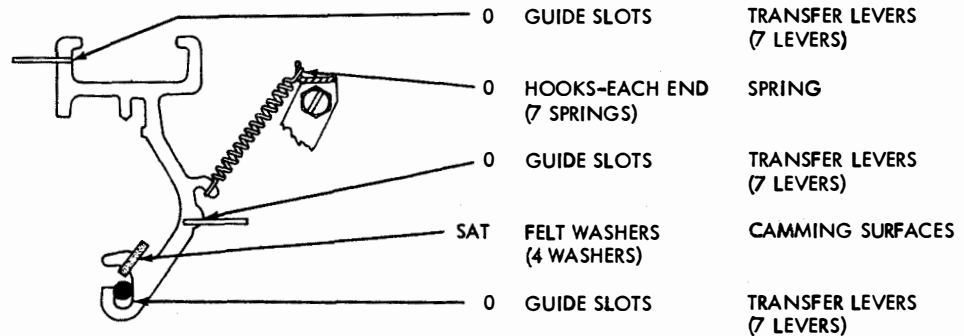 0 GUIDE SLOTS TRANSFER LEVERS
(7 LEVERS)
0 HOOKS-EACH END SPRING
(7 SPRINGS)
0 GUIDE SLOTS TRANSFER LEVERS
(7 LEVERS)
SAT FELT WASHERS CAMMING SURFACES
(4 WASHERS)
0 GUIDE SLOTS TRANSFER LEVERS
(7 LEVERS)